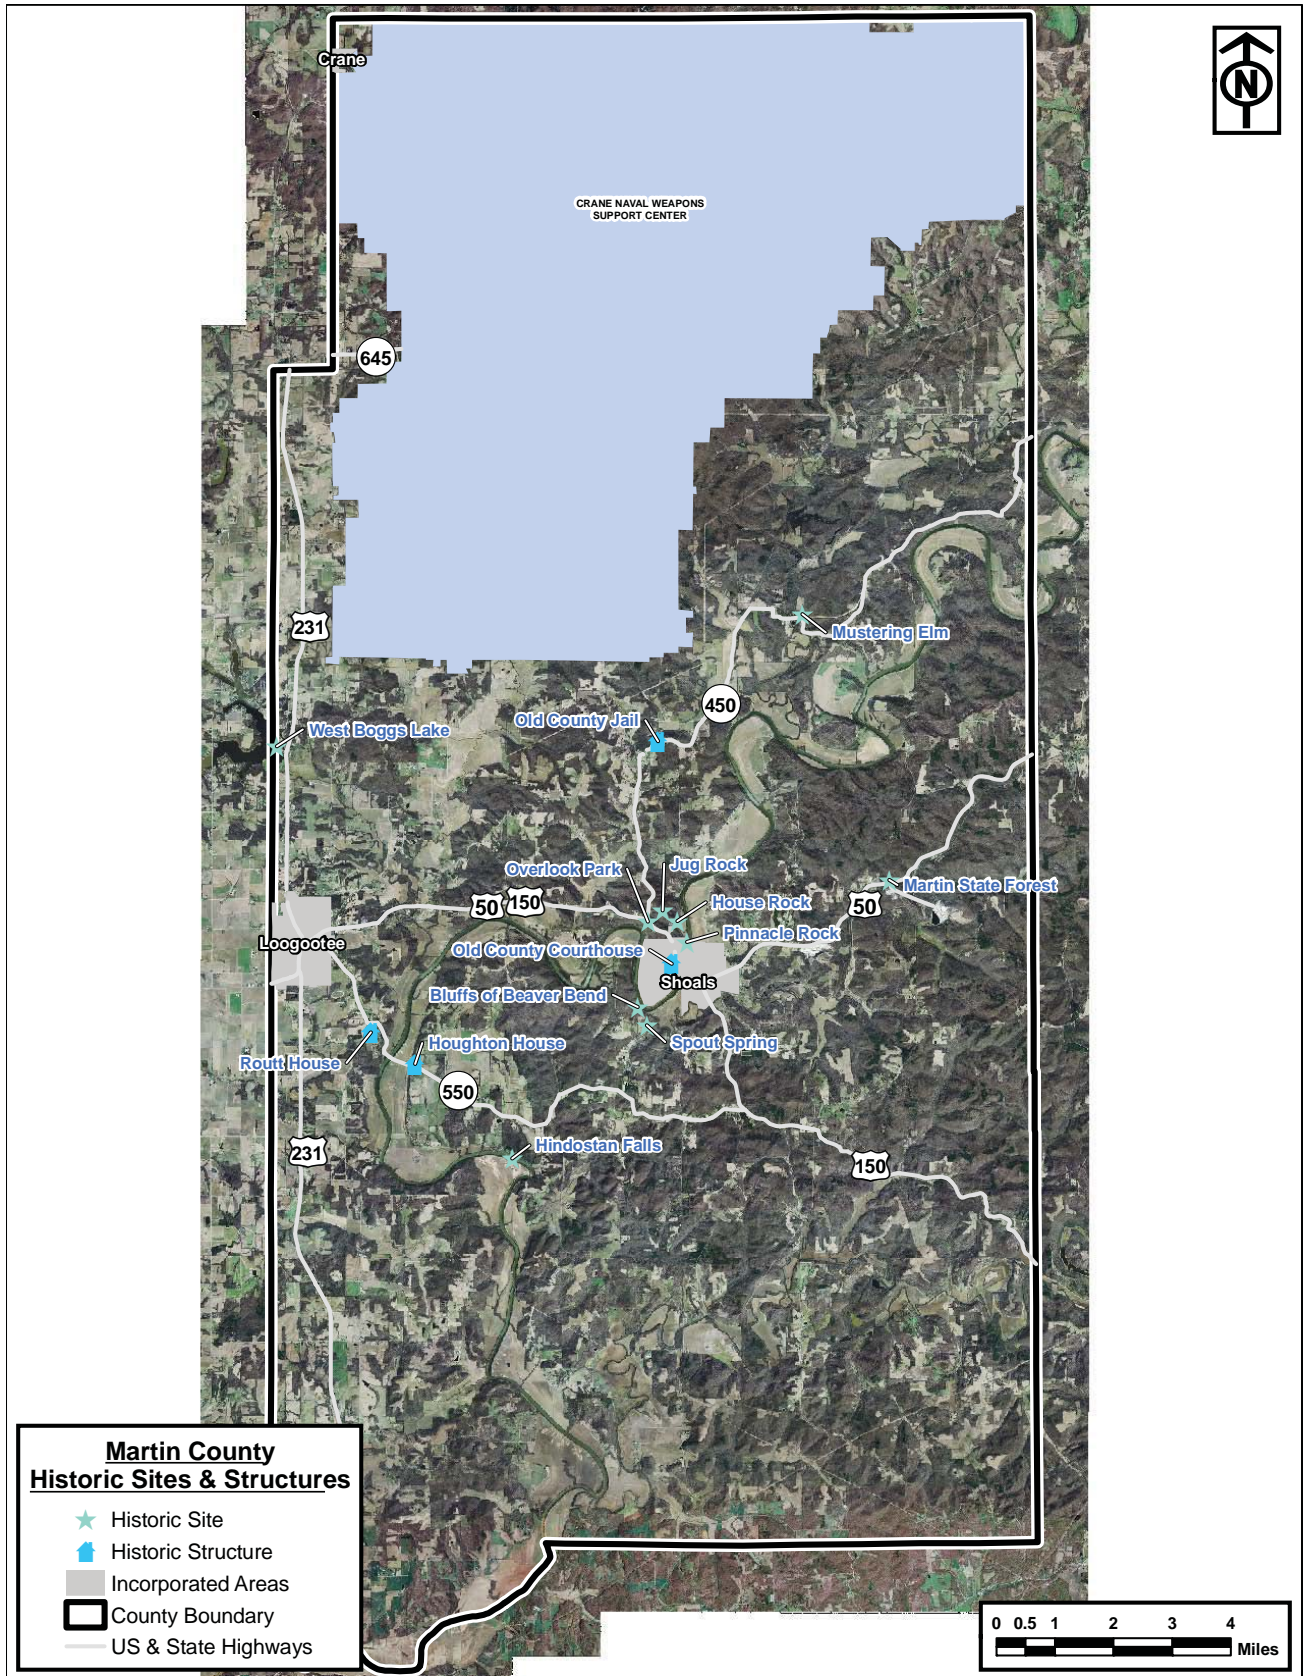 Crane
N
CRANE NAVAL WEAPONS
SUPPORT CENTER
645
231
Mustering Elm
450
Old County Jail
West Boggs Lake
Jug Rock
Overlook Park
Martin State Forest
50
150
House Rock
50
Pinnacle Rock
Loogootee
Old County Courthouse
Shoals
Bluffs of Beaver Bend
Spout Spring
Houghton House
Routt House
550
Hindostan Falls
231
150
Martin County
Historic Sites & Structures
Historic Site
Historic Structure
Incorporated Areas
County Boundary
US & State Highways
0 0.5 1 2 3 4
Miles